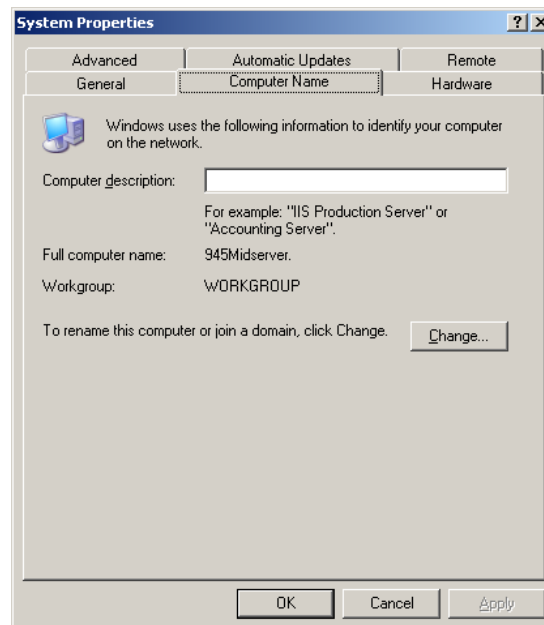 System Properties
Advanced
Automatic Updates
Remote
General
Computer Name
Hardware
Windows uses the following information to identify your computer
on the network.
Computer description:
For example: "IIS Production Server" or
"Accounting Server".
Full computer name: 945Midserver.
Workgroup: WORKGROUP
To rename this computer or join a domain, click Change.
Change...
OK
Cancel
Apply